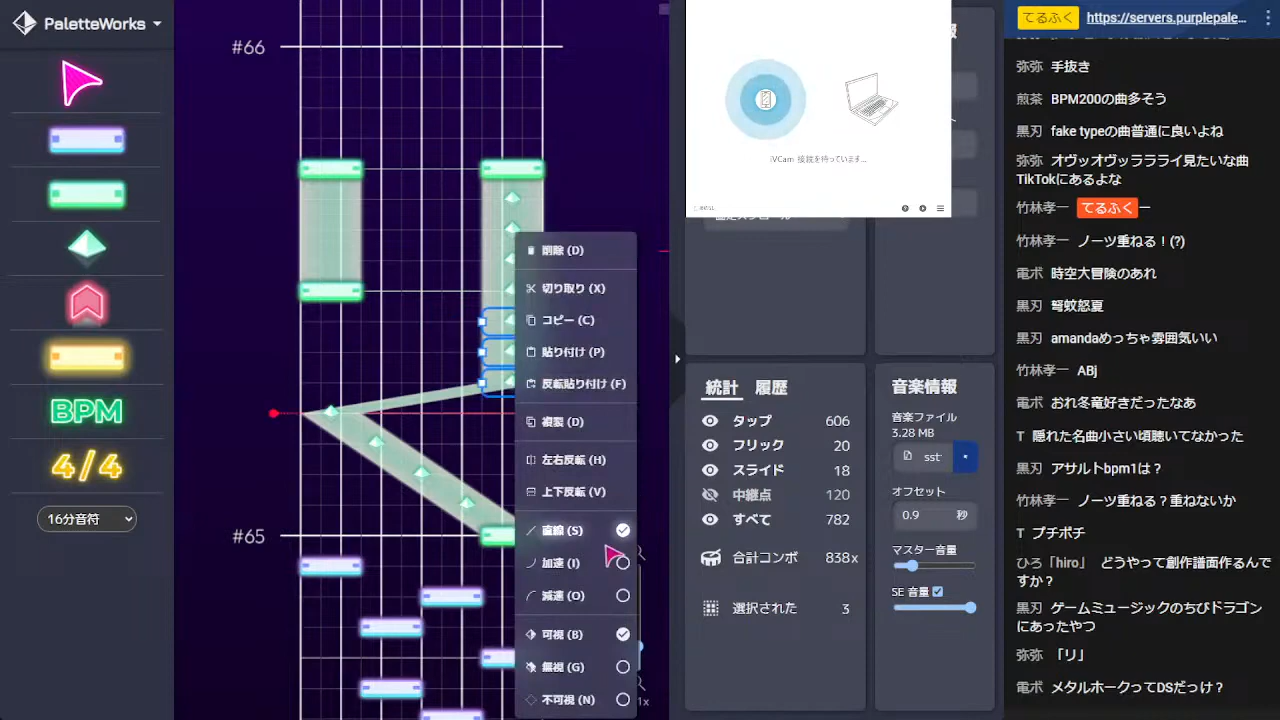 PaletteWorks
BPM
4/4
16分音符
#66
#65
削除 (D)
切り取り (X)
コピー (C)
貼り付け (P)
反転貼り付け (F)
複製 (D)
左右反転 (H)
上下反転 (V)
直線 (S)
加速 (I)
減速 (O)
可視 (B)
無視 (G)
不可視 (N)
1x
iVCam 接続を待っています...
統計 履歴
タップ 606
フリック 20
スライド 18
中継点 120
すべて 782
合計コンボ 838x
選択された 3
音楽情報
音楽ファイル
3.28 MB
sst
オフセット
0.9 秒
マスター音量
SE 音量
てるふく https://servers.purplepale...
弥弥 手抜き
煎茶 BPM200の曲多そう
黒刃 fake typeの曲普通に良いよね
弥弥 オヴッオヴッラララライ見たいな曲
TikTokにあるよな
竹林孝一 てるふくー
竹林孝一 ノーツ重ねる！(?)
電ボ 時空大冒険のあれ
黒刃 弩蚊怒夏
黒刃 amandaめっちゃ雰囲気いい
竹林孝一 ABj
電ボ おれ冬竜好きだったなあ
T 隠れた名曲小さい頃聴いてなかった
黒刃 アサルトbpm1は？
竹林孝一 ノーツ重ねる？重ねないか
T プチポチ
ひろ「hiro」 どうやって創作譜面作るんで
すか？
黒刃 ゲームミュージックのちびドラゴン
にあったやつ
弥弥 「リ」
電ボ メタルホークってDSだっけ？